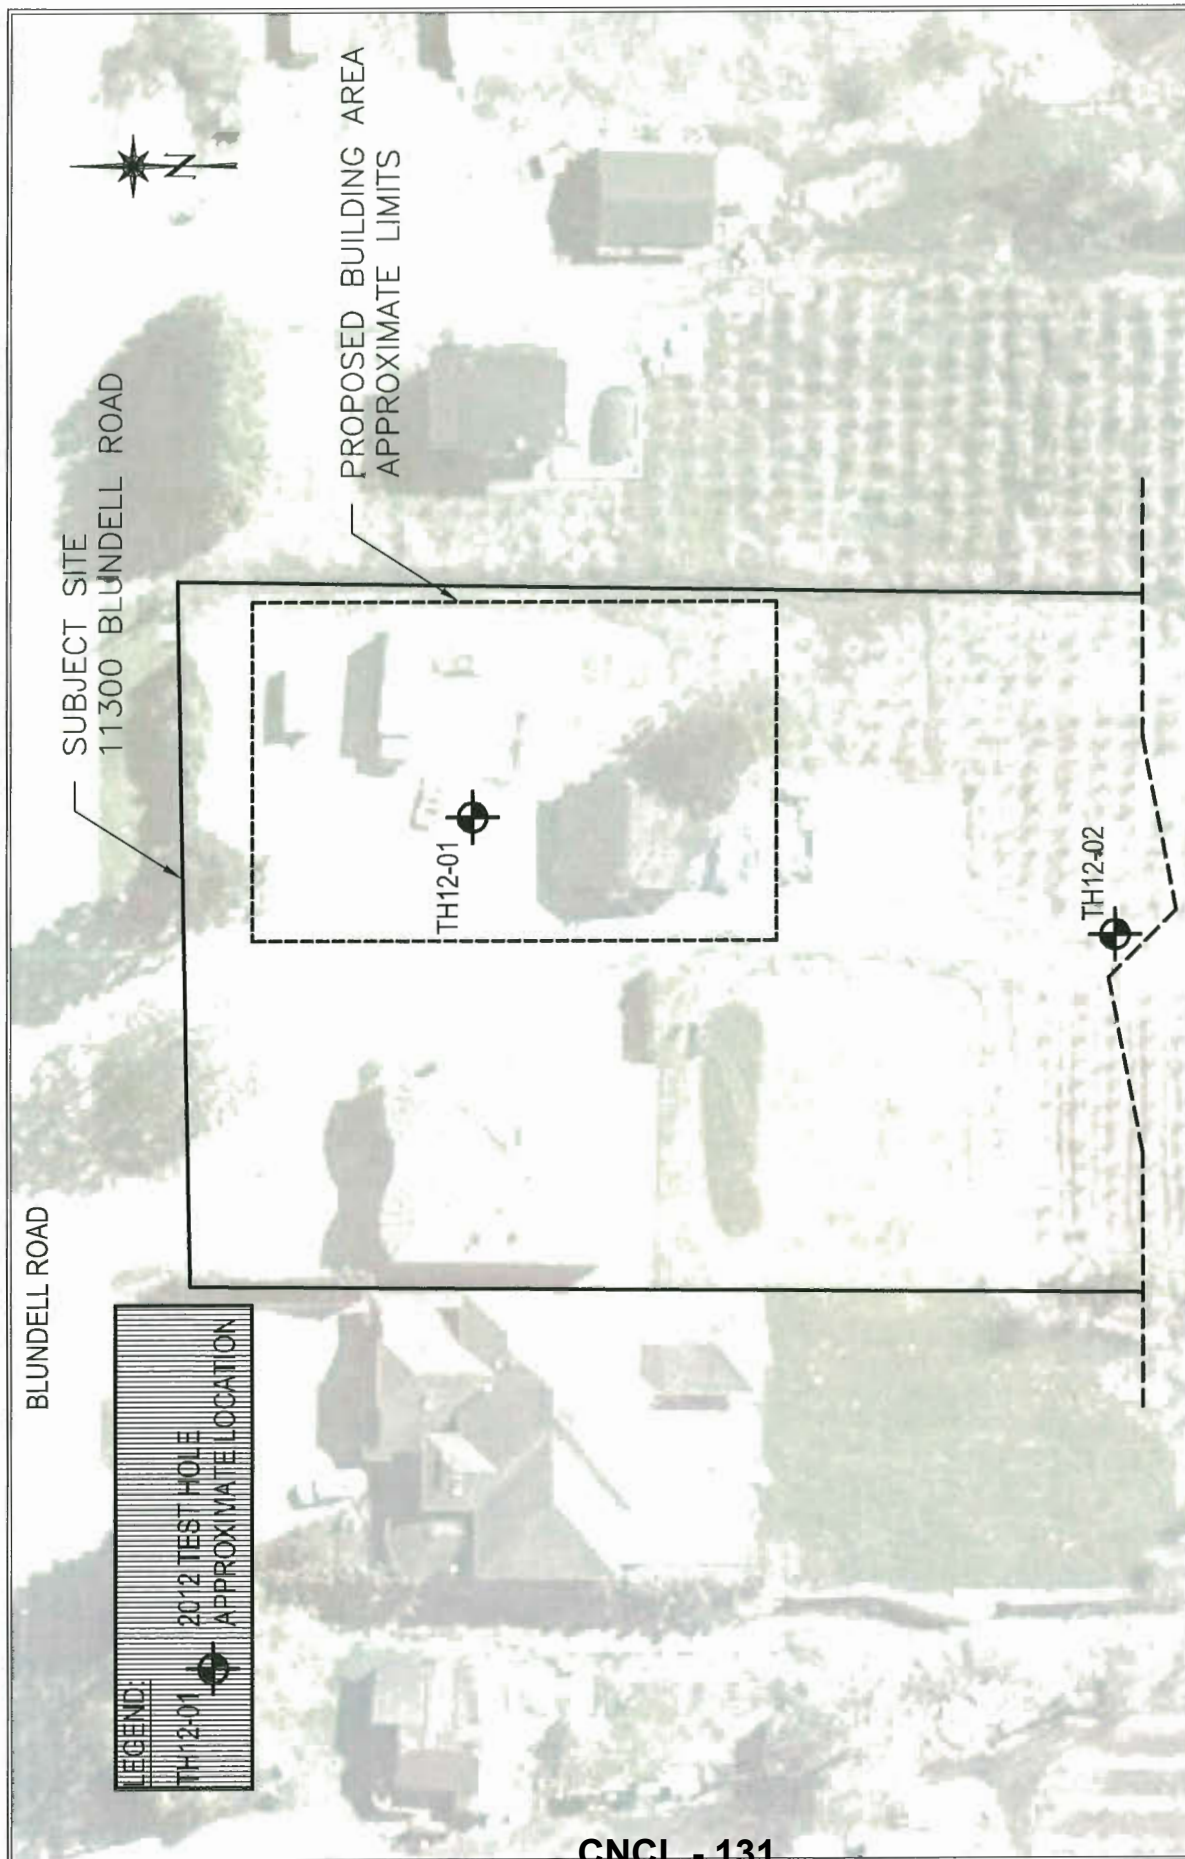 BLUNDELL ROAD
LEGEND:
TH12-01
2012 TEST HOLE
APPROXIMATE LOCATION
SUBJECT SITE
11300 BLUNDELL ROAD
N
PROPOSED BUILDING AREA
APPROXIMATE LIMITS
TH12-01
TH12-02
CNCL - 131